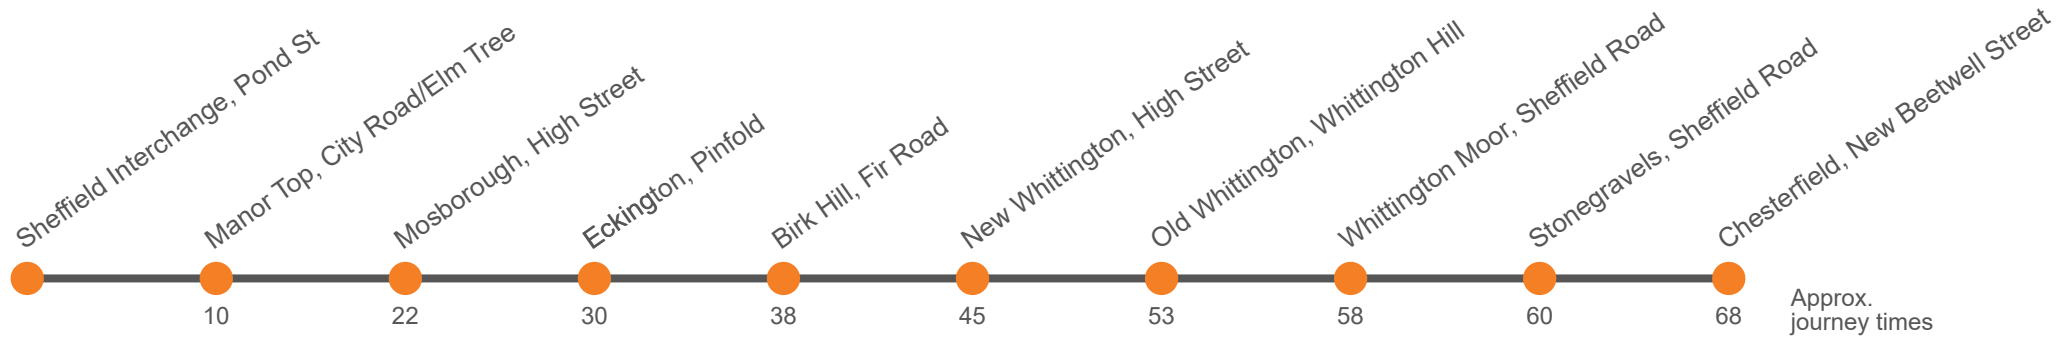 Sheffield Interchange, Pond St
Manor Top, City Road/Elm Tree
Mosborough, High Street
Eckington, Pinfold
Birk Hill, Fir Road
New Whittington, High Street
Old Whittington, Whittington Hill
Whittington Moor, Sheffield Road
Stonegravels, Sheffield Road
Chesterfield, New Beetwell Street
10
22
30
38
45
53
58
60
68
Approx.
journey times